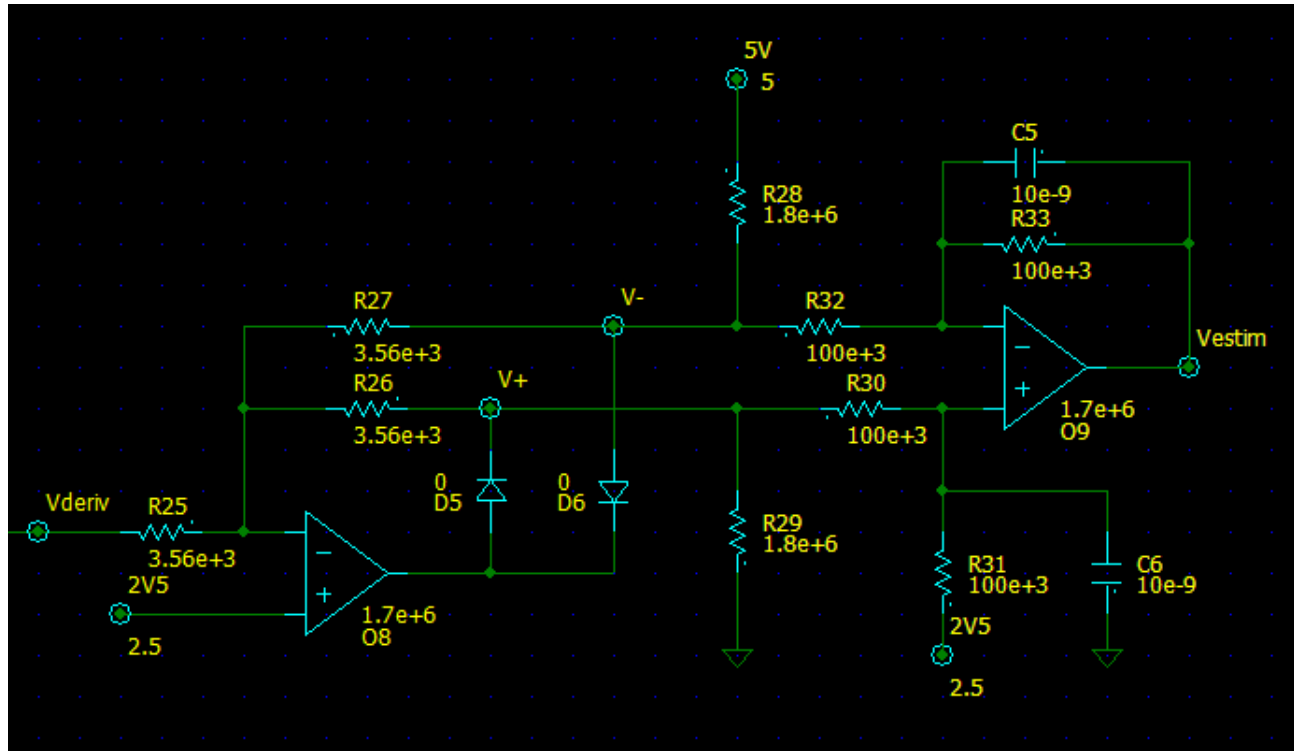 5V
5
C5
10e-9
R28
1.8e+6
R33
100e+3
R27
3.56e+3
V-
R32
100e+3
Vestim
R26
3.56e+3
V+
R30
100e+3
1.7e+6
O9
0
D5
0
D6
Vderiv
R25
3.56e+3
R29
1.8e+6
R31
100e+3
C6
10e-9
2V5
2.5
1.7e+6
O8
2V5
2.5